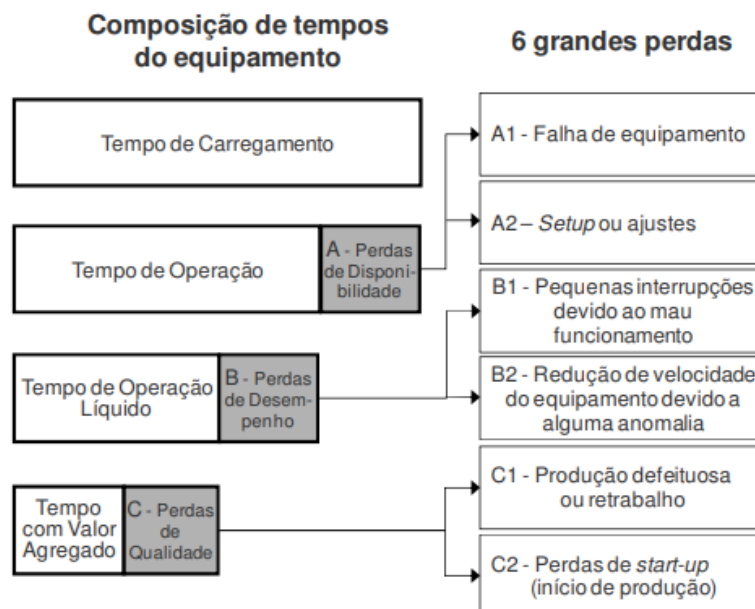 Composição de tempos
do equipamento
6 grandes perdas
Tempo de Carregamento
A1 - Falha de equipamento
A2 – Setup ou ajustes
Tempo de Operação
A - Perdas
de Disponi-
bilidade
B1 - Pequenas interrupções
devido ao mau
funcionamento
Tempo de Operação
Líquido
B - Perdas
de Desem-
penho
B2 - Redução de velocidade
do equipamento devido a
alguma anomalia
C1 - Produção defeituosa
ou retrabalho
Tempo
com Valor
Agregado
C - Perdas
de
Qualidade
C2 - Perdas de start-up
(início de produção)